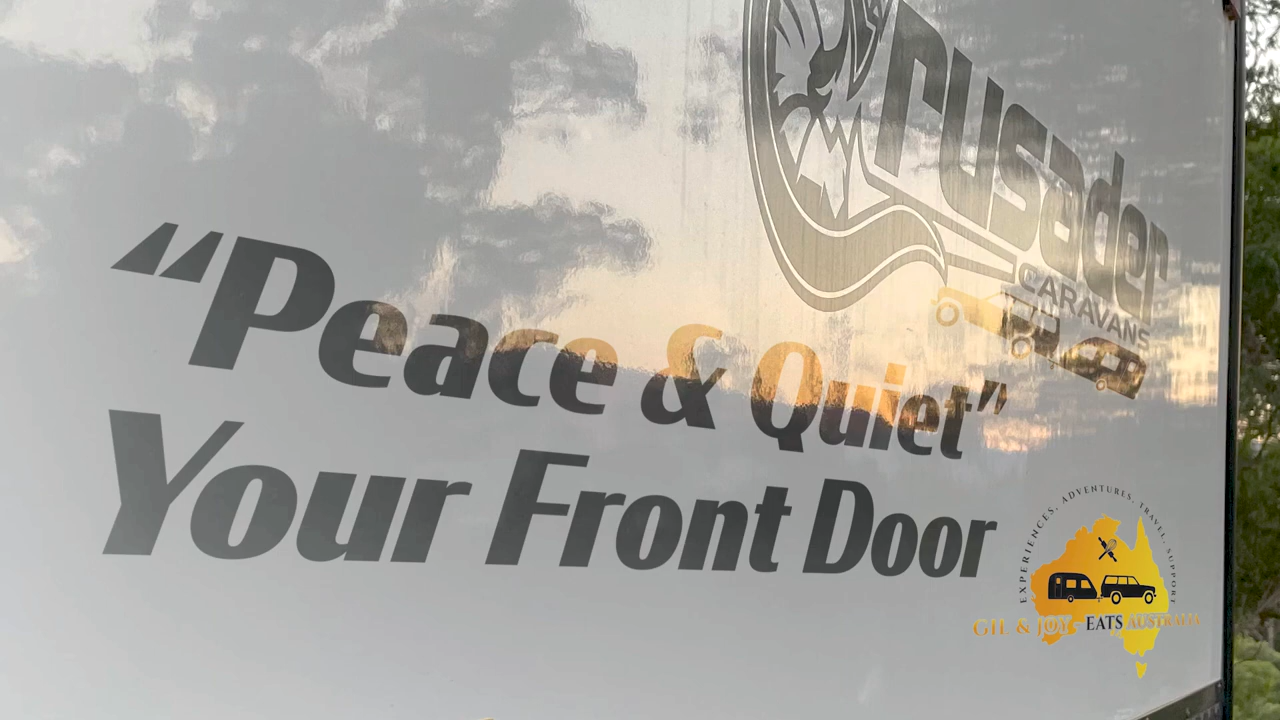 Crusader
CARAVANS
"Peace & Quiet"
Your Front Door
EXPERIENCES. ADVENTURES. TRAVEL. SUPPORT
GIL & JOY EATS AUSTRALIA